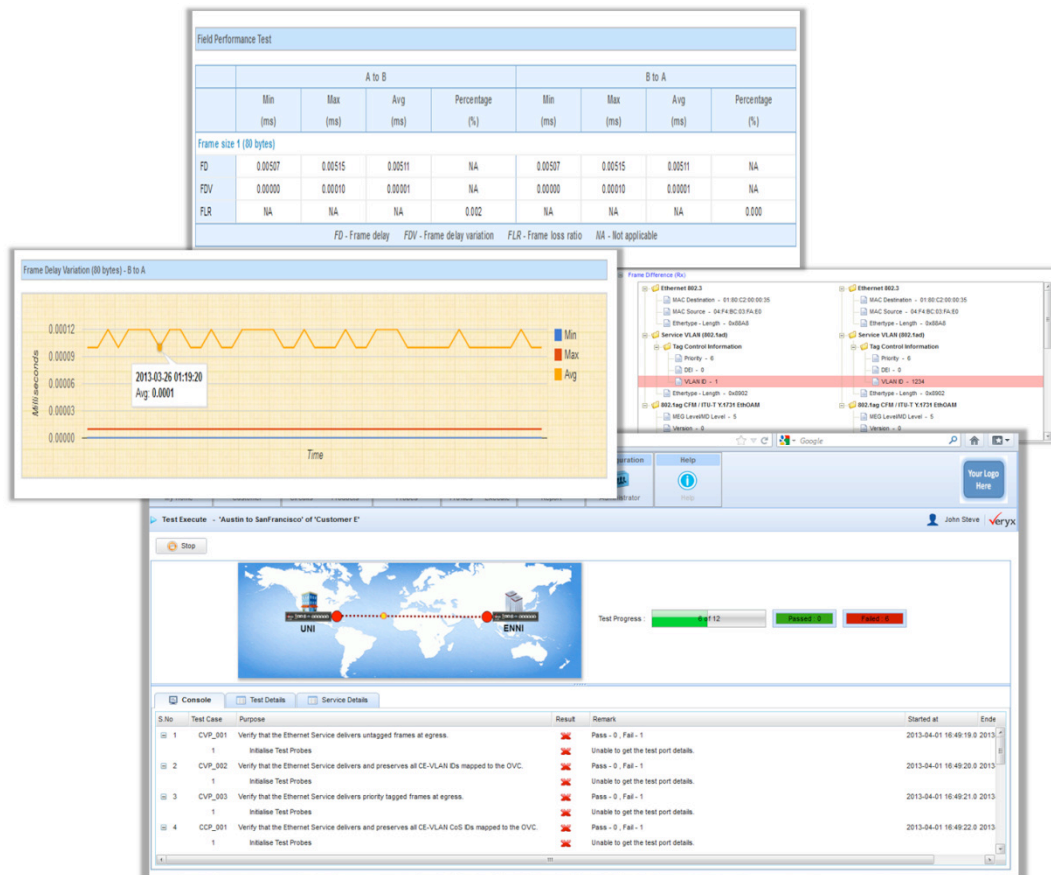 Field Performance Test
A to B B to A
Min Max Avg Percentage Min Max Avg Percentage
(ms) (ms) (ms) (%) (ms) (ms) (ms) (%)
Frame size 1 (80 bytes)
FD 0.00507 0.00515 0.00511 NA 0.00507 0.00515 0.00511 NA
FDV 0.00000 0.00010 0.00001 NA 0.00000 0.00010 0.00001 NA
FLR NA NA NA 0.002 NA NA NA 0.000
FD - Frame delay FDV - Frame delay variation FLR - Frame loss ratio NA - Not applicable
Frame Delay Variation (80 bytes) - B to A
0.00012
0.00009
0.00006
0.00003
0.00000
Milliseconds
Time
2013-03-26 01:19:20
Avg: 0.0001
Min
Max
Avg
Frame Difference (Rx)
Ethernet 802.3 Ethernet 802.3
MAC Destination - 01:80:C2:00:00:35 MAC Destination - 01:80:C2:00:00:35
MAC Source - 04:F4:BC:03:FA:E0 MAC Source - 04:F4:BC:03:FA:E0
Ethertype - Length - 0x88A8 Ethertype - Length - 0x88A8
Service VLAN (802.1ad) Service VLAN (802.1ad)
Tag Control Information Tag Control Information
Priority - 6 Priority - 6
DEI - 0 DEI - 0
VLAN ID - 1 VLAN ID - 1234
Ethertype - Length - 0x8902 Ethertype - Length - 0x8902
802.1ag CFM / ITU-T Y.1731 EthOAM 802.1ag CFM / ITU-T Y.1731 EthOAM
MEG Level/MD Level - 5 MEG Level/MD Level - 5
Version - 0 Version - 0
Google
Help
Help
Your Logo
Here
Test Execute - 'Austin to SanFrancisco' of 'Customer E'
John Steve veryx
Stop
UNI ENNI
Test Progress : 6 of 12 Passed : 0 Failed : 6
Console Test Details Service Details
S.No Test Case Purpose Result Remark Started at Ende
1 CVP_001 Verify that the Ethernet Service delivers untagged frames at egress. Pass - 0 , Fail - 1 2013-04-01 16:49:19.0 2013-
1 Initialise Test Probes Unable to get the test port details.
2 CVP_002 Verify that the Ethernet Service delivers and preserves all CE-VLAN IDs mapped to the OVC. Pass - 0 , Fail - 1 2013-04-01 16:49:20.0 2013-
1 Initialise Test Probes Unable to get the test port details.
3 CVP_003 Verify that the Ethernet Service delivers priority tagged frames at egress. Pass - 0 , Fail - 1 2013-04-01 16:49:21.0 2013-
1 Initialise Test Probes Unable to get the test port details.
4 CCP_001 Verify that the Ethernet Service delivers and preserves all CE-VLAN CoS IDs mapped to the OVC. Pass - 0 , Fail - 1 2013-04-01 16:49:22.0 2013-
1 Initialise Test Probes Unable to get the test port details.